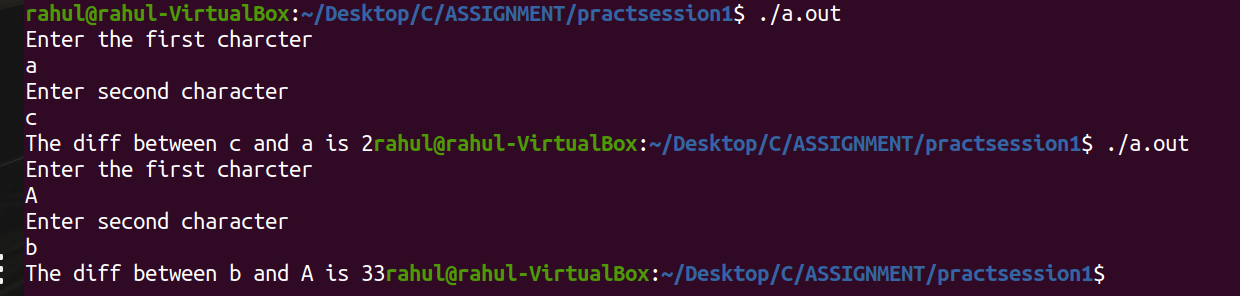 rahul@rahul-VirtualBox:~/Desktop/C/ASSIGNMENT/practsession1$ ./a.out
Enter the first charcter
a
Enter second character
c
The diff between c and a is 2rahul@rahul-VirtualBox:~/Desktop/C/ASSIGNMENT/practsession1$ ./a.out
Enter the first charcter
A
Enter second character
b
The diff between b and A is 33rahul@rahul-VirtualBox:~/Desktop/C/ASSIGNMENT/practsession1$